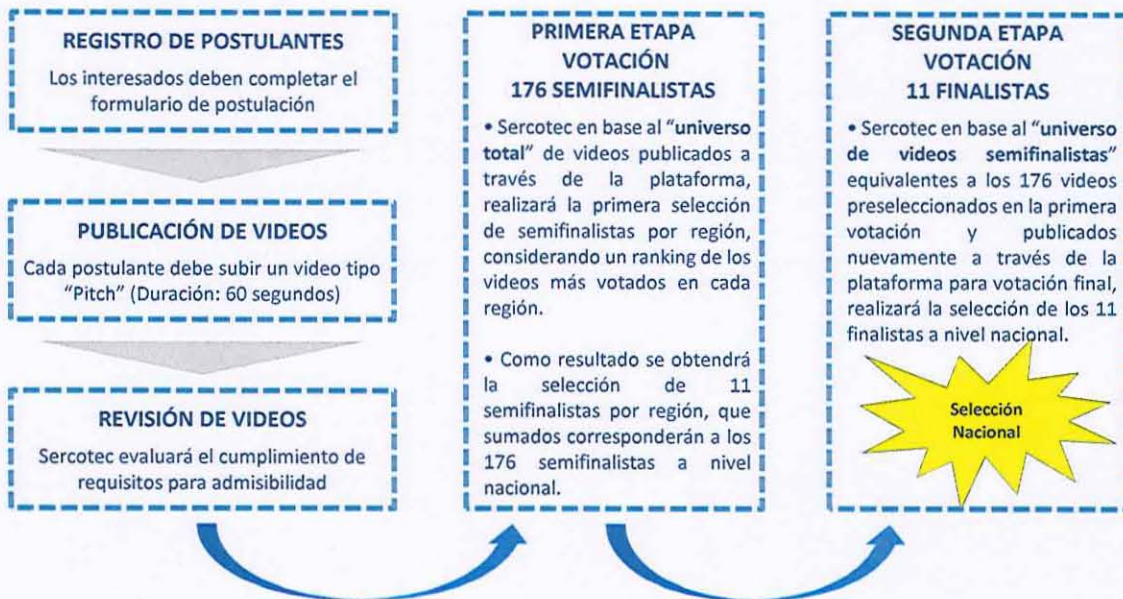 REGISTRO DE POSTULANTES
Los interesados deben completar el
formulario de postulación
PUBLICACIÓN DE VIDEOS
Cada postulante debe subir un video tipo
“Pitch” (Duración: 60 segundos)
REVISIÓN DE VIDEOS
Sercotec evaluará el cumplimiento de
requisitos para admisibilidad
PRIMERA ETAPA
VOTACIÓN
176 SEMIFINALISTAS
• Sercotec en base al “universo
total” de videos publicados a
través de la plataforma,
realizará la primera selección
de semifinalistas por región,
considerando un ranking de los
videos más votados en cada
región.
• Como resultado se obtendrá
la selección de 11
semifinalistas por región, que
sumados corresponderán a los
176 semifinalistas a nivel
nacional.
SEGUNDA ETAPA
VOTACIÓN
11 FINALISTAS
• Sercotec en base al “universo
de videos semifinalistas”
equivalentes a los 176 videos
preseleccionados en la primera
votación y publicados
nuevamente a través de la
plataforma para votación final,
realizará la selección de los 11
finalistas a nivel nacional.
Selección
Nacional